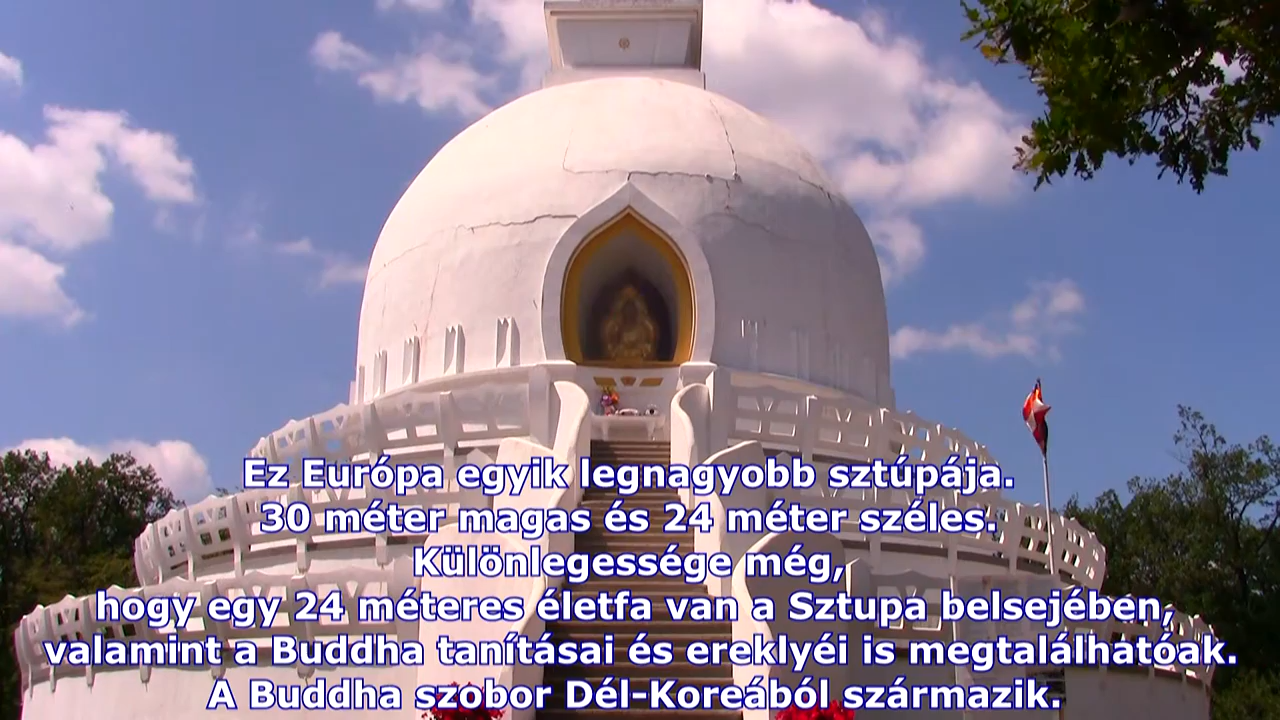 Ez Európa egyik legnagyobb sztúpája.
30 méter magas és 24 méter széles.
Különlegessége még,
hogy egy 24 méteres életfa van a Sztupa belsejében,
valamint a Buddha tanításai és ereklyéi is megtalálhatóak.
A Buddha szobor Dél-Koreából származik.